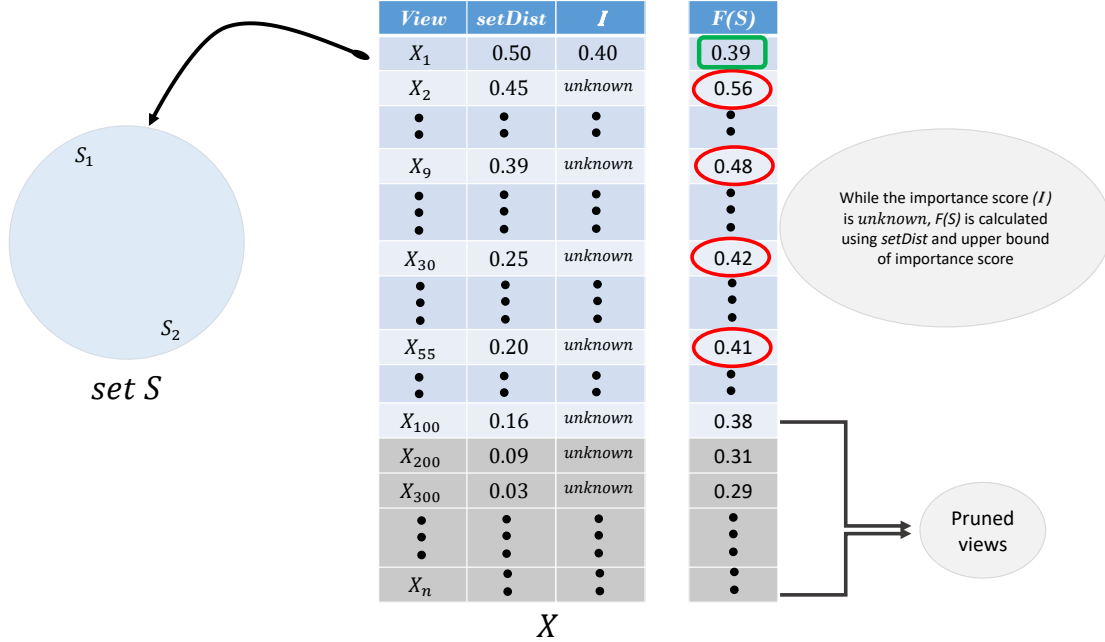 View setDist I F(S)
X₁ 0.50 0.40 0.39
X₂ 0.45 unknown 0.56
X₉ 0.39 unknown 0.48
X₃₀ 0.25 unknown 0.42
X₅₅ 0.20 unknown 0.41
X₁₀₀ 0.16 unknown 0.38
X₂₀₀ 0.09 unknown 0.31
X₃₀₀ 0.03 unknown 0.29
Xₙ
X
S₁
S₂
set S
While the importance score (I)
is unknown, F(S) is calculated
using setDist and upper bound
of importance score
Pruned
views